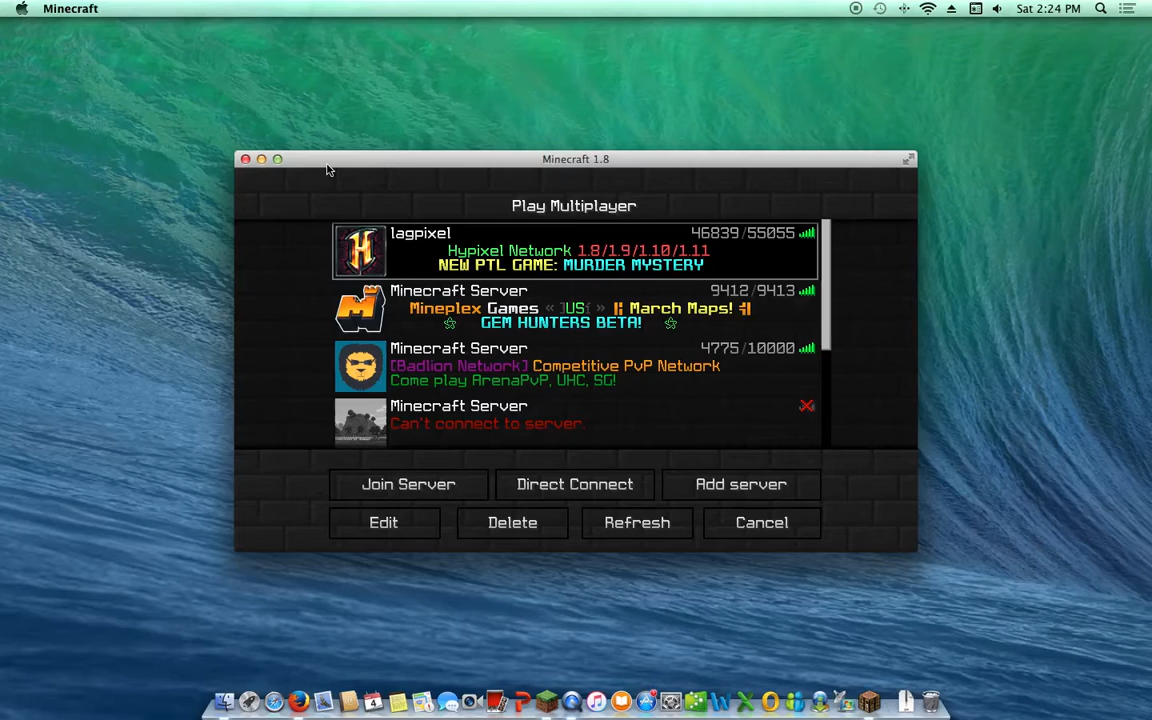 Minecraft
Sat 2:24 PM
Minecraft 1.8
Play Multiplayer
lagpixel 46839/55055
Hypixel Network 1.8/1.9/1.10/1.11
NEW PTL GAME: MURDER MYSTERY
Minecraft Server 9412/9413
Mineplex Games « [US] » March Maps!
☆ GEM HUNTERS BETA! ☆
Minecraft Server 4775/10000
[Badlion Network] Competitive PvP Network
Come play ArenaPvP, UHC, SG!
Minecraft Server
Can't connect to server.
Join Server Direct Connect Add server
Edit Delete Refresh Cancel